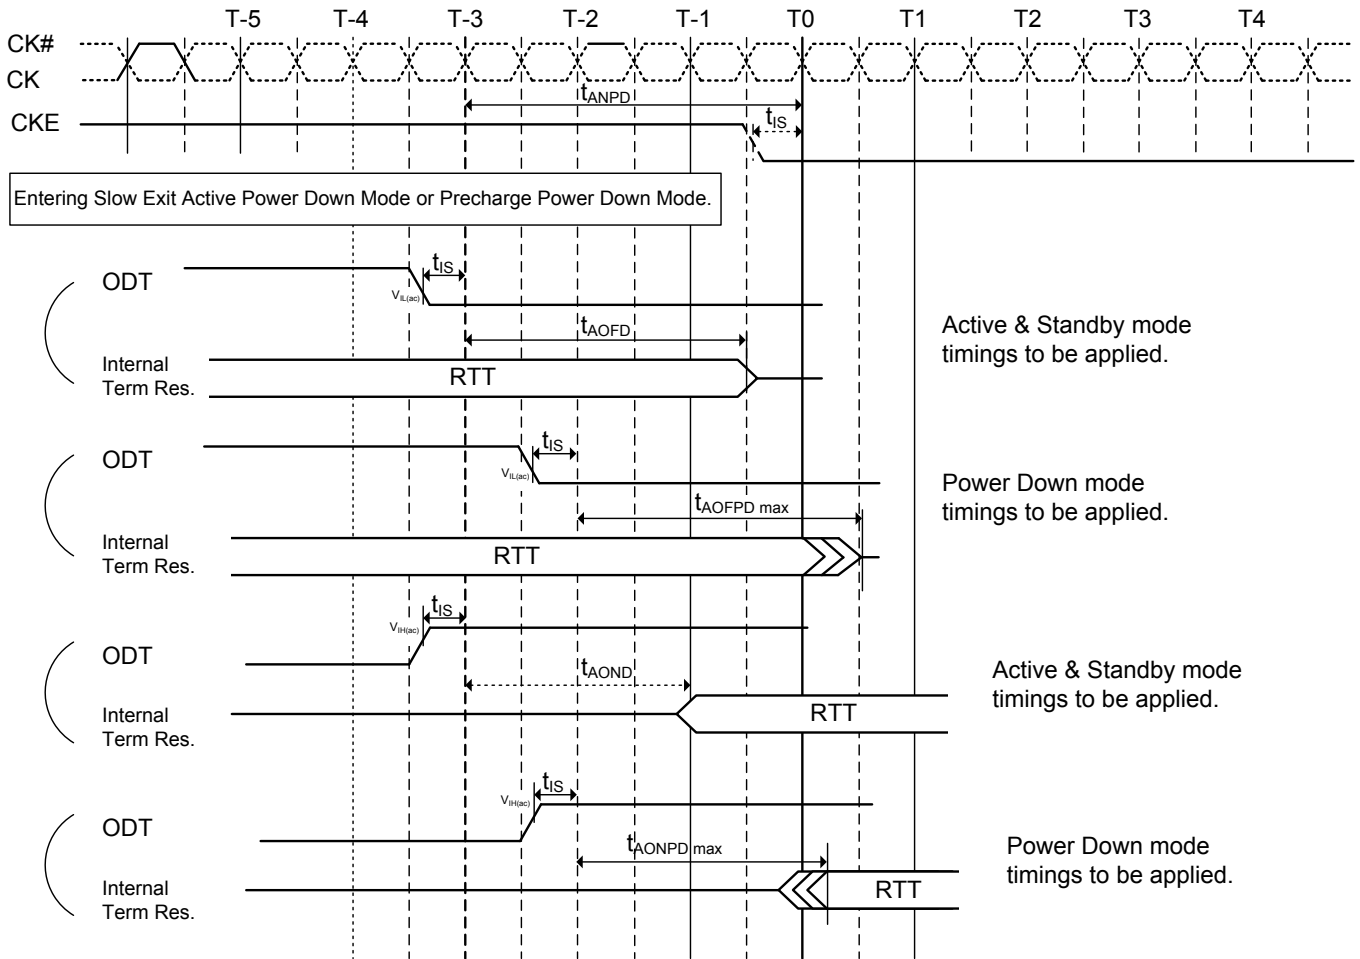 T-5 T-4 T-3 T-2 T-1 T0 T1 T2 T3 T4
CK#
CK
tANPD
CKE
tIS
Entering Slow Exit Active Power Down Mode or Precharge Power Down Mode.
ODT
tIS
VIL(ac)
tAOFD
Internal
Term Res.
RTT
Active & Standby mode
timings to be applied.
ODT
tIS
VIL(ac)
tAOFPD max
Internal
Term Res.
RTT
Power Down mode
timings to be applied.
ODT
tIS
VIH(ac)
tAOND
Internal
Term Res.
RTT
Active & Standby mode
timings to be applied.
ODT
tIS
VIH(ac)
tAONPD max
Internal
Term Res.
RTT
Power Down mode
timings to be applied.